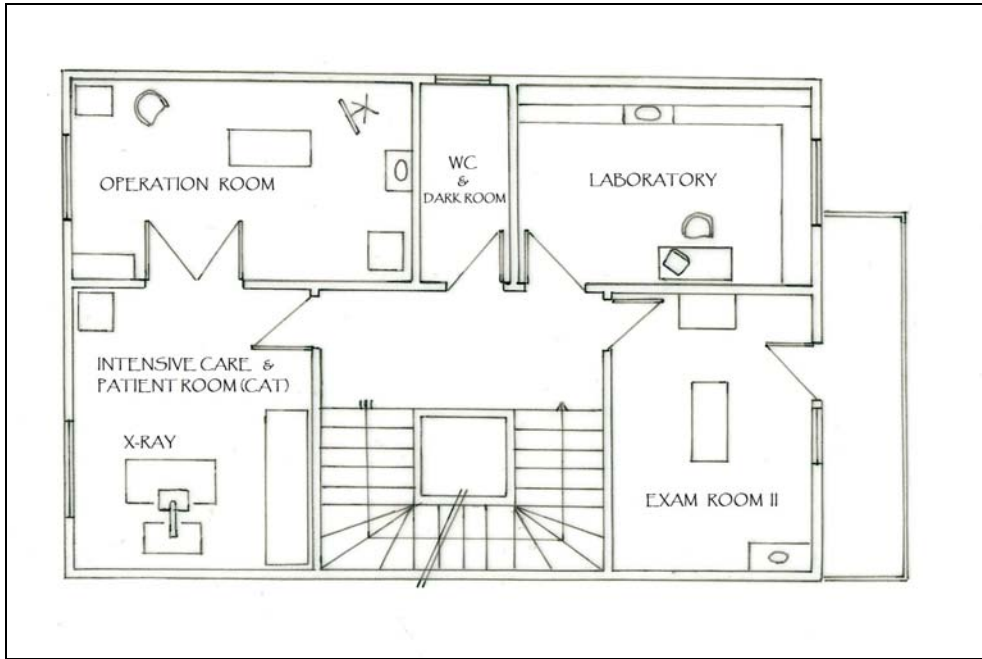 OPERATION ROOM
WC
&
DARK ROOM
LABORATORY
INTENSIVE CARE &
PATIENT ROOM (CAT)
X-RAY
EXAM ROOM II